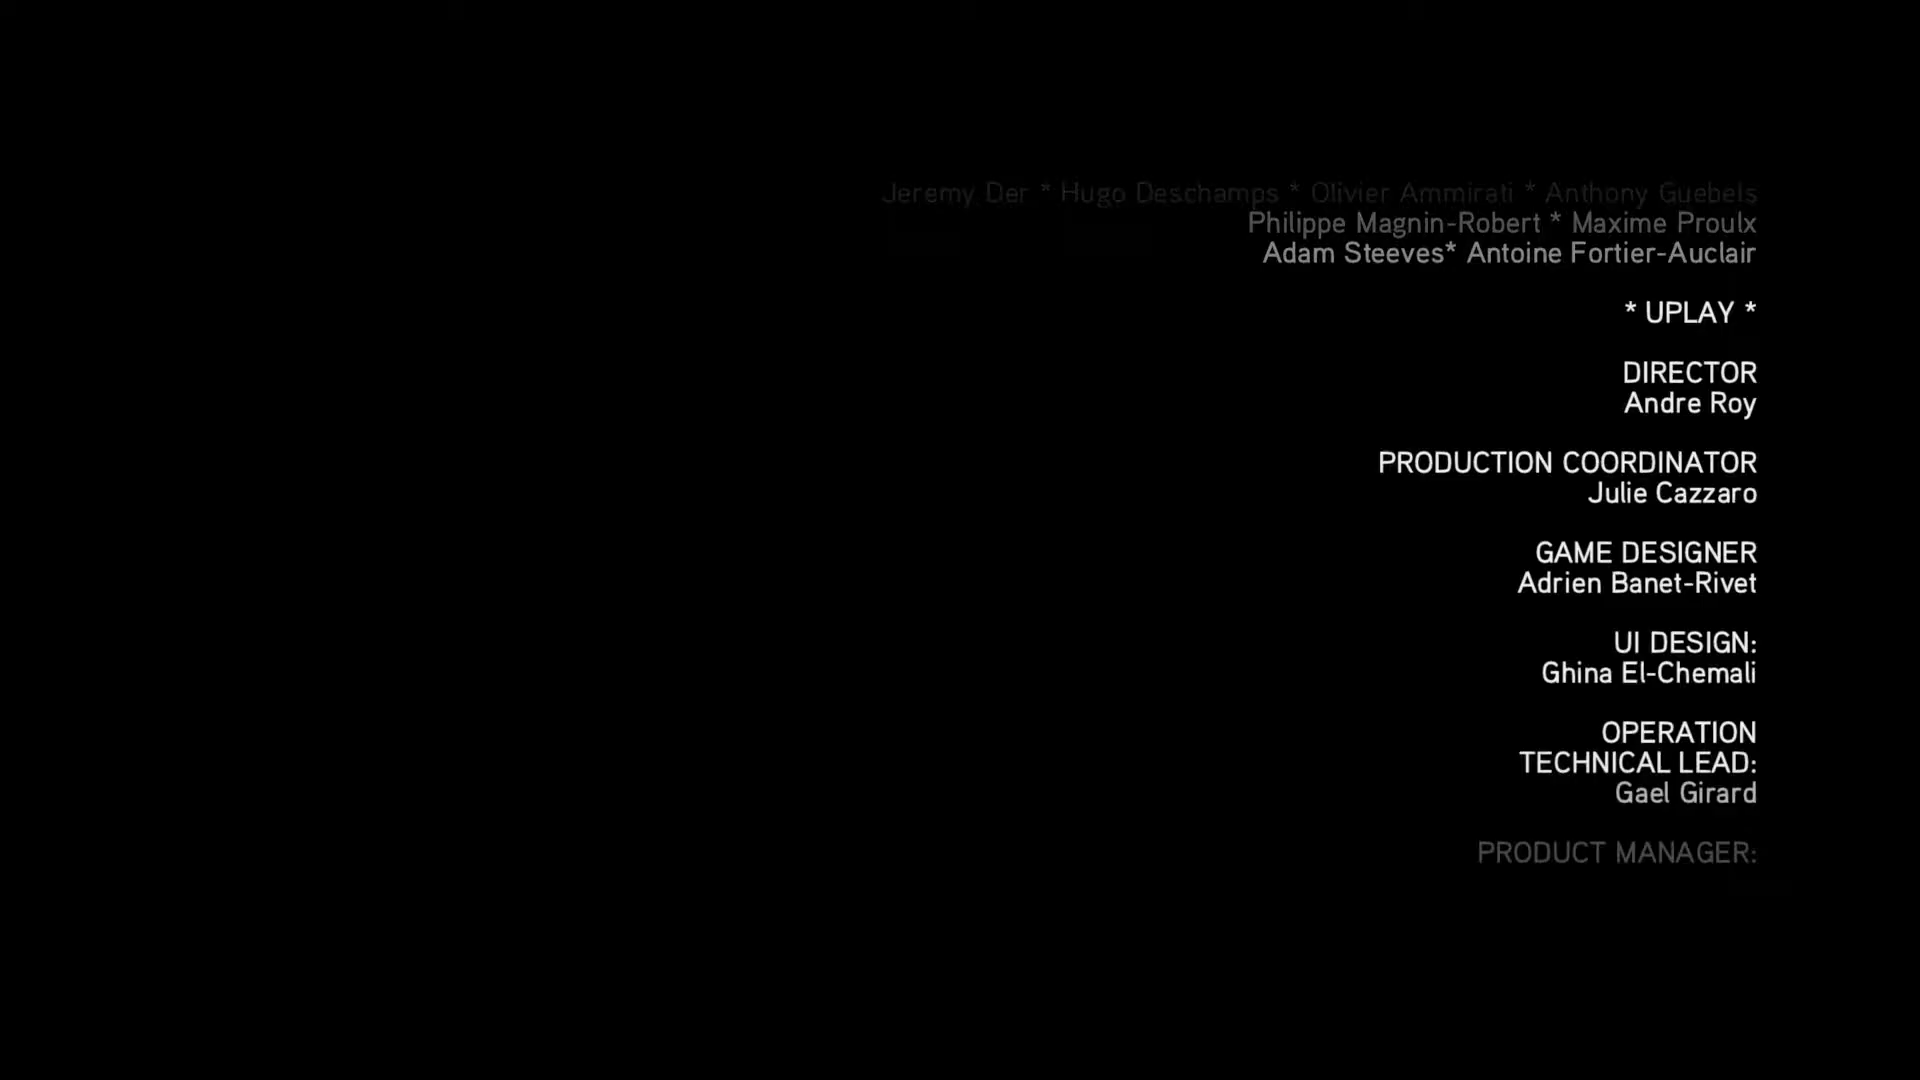 Jeremy Der * Hugo Deschamps * Olivier Ammirati * Anthony Guebels
Philippe Magnin-Robert * Maxime Proulx
Adam Steeves* Antoine Fortier-Auclair
* UPLAY *
DIRECTOR
Andre Roy
PRODUCTION COORDINATOR
Julie Cazzaro
GAME DESIGNER
Adrien Banet-Rivet
UI DESIGN:
Ghina El-Chemali
OPERATION
TECHNICAL LEAD:
Gael Girard
PRODUCT MANAGER: